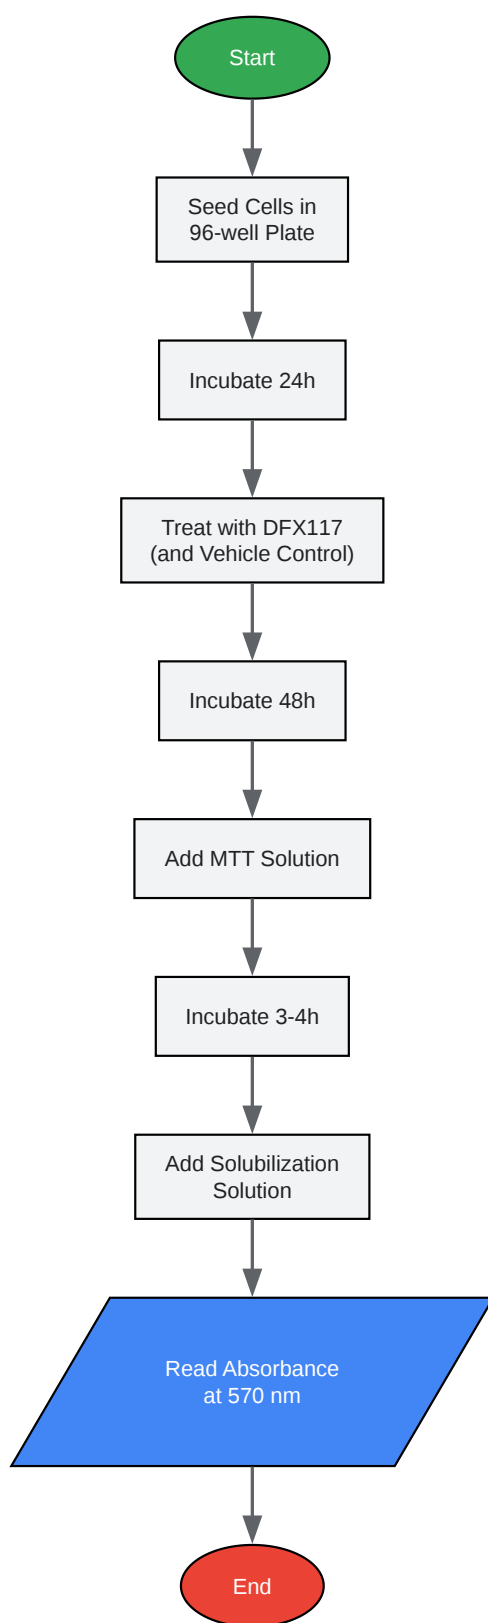 Start
Seed Cells in
96-well Plate
Incubate 24h
Treat with DFX117
(and Vehicle Control)
Incubate 48h
Add MTT Solution
Incubate 3-4h
Add Solubilization
Solution
Read Absorbance
at 570 nm
End